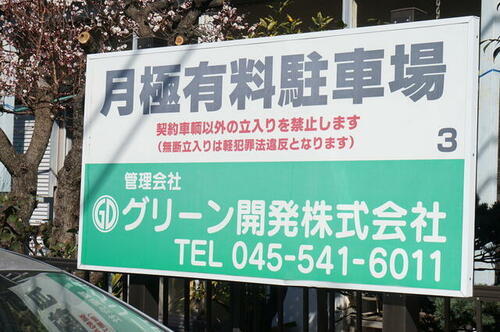 月極有料駐車場
契約車輌以外の立入りを禁止します
(無断立入りは軽犯罪法違反となります)
3
管理会社
GD グリーン開発株式会社
TEL 045-541-6011